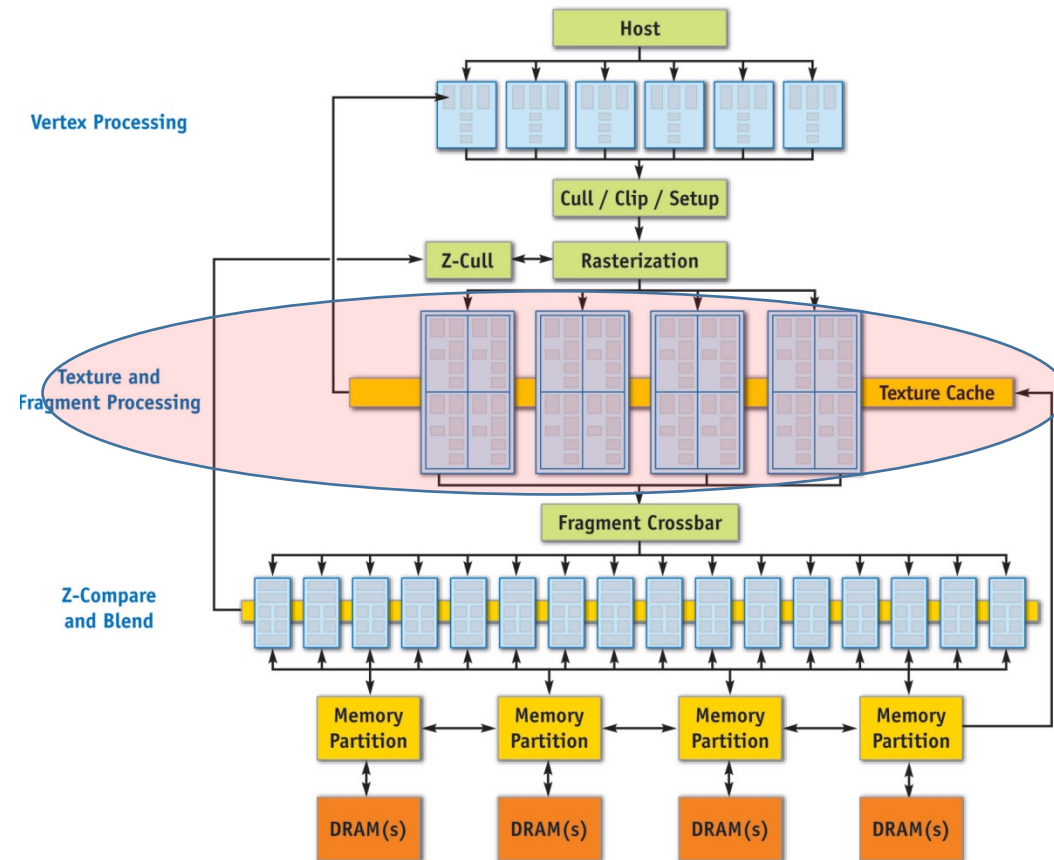 Host
Vertex Processing
Cull / Clip / Setup
Z-Cull
Rasterization
Texture and
Fragment Processing
Texture Cache
Fragment Crossbar
Z-Compare
and Blend
Memory
Partition
Memory
Partition
Memory
Partition
Memory
Partition
DRAM(s)
DRAM(s)
DRAM(s)
DRAM(s)